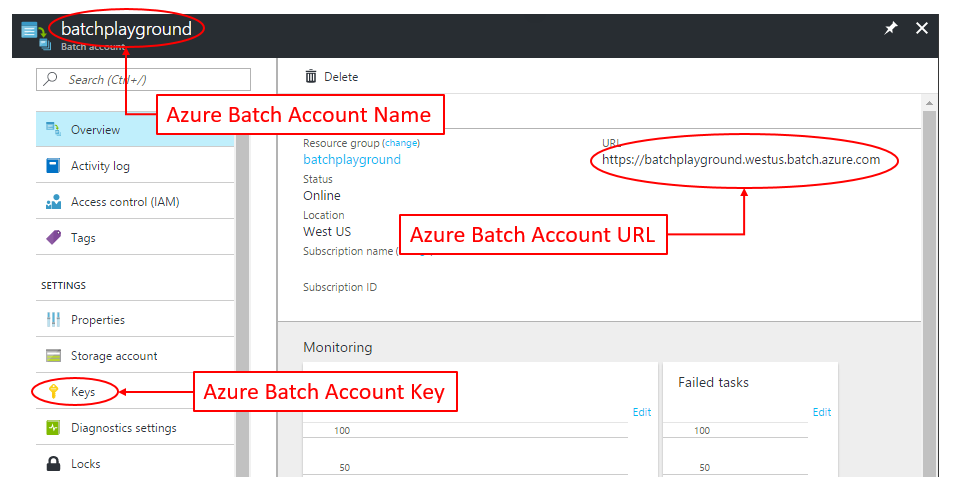 batchplayground
Batch account
Search (Ctrl+/)
Delete
Azure Batch Account Name
Overview
Activity log
Access control (IAM)
Tags
SETTINGS
Properties
Storage account
Keys
Diagnostics settings
Locks
Resource group (change)
batchplayground
Status
Online
Location
West US
Subscription name
Subscription ID
URL
https://batchplayground.westus.batch.azure.com
Azure Batch Account URL
Azure Batch Account Key
Monitoring
Edit
100
50
Failed tasks
Edit
100
50